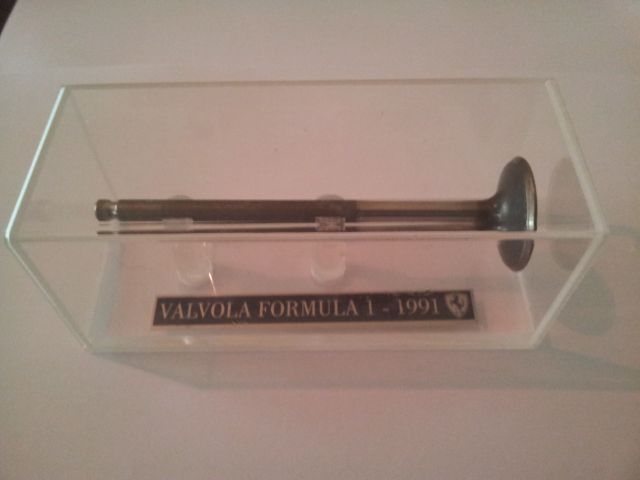 VALVOLA FORMULA 1 - 1991